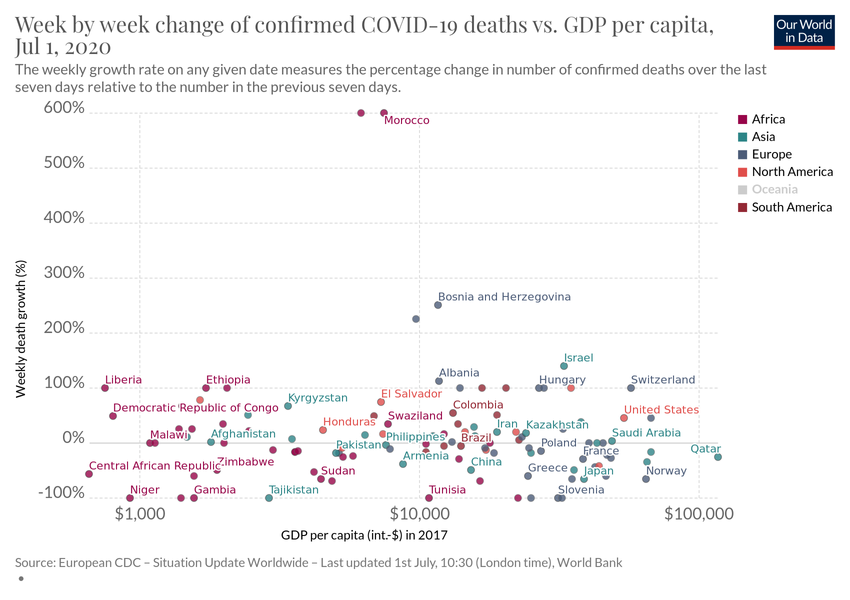 Week by week change of confirmed COVID-19 deaths vs. GDP per capita,
Jul 1, 2020
Our World
in Data
The weekly growth rate on any given date measures the percentage change in number of confirmed deaths over the last
seven days relative to the number in the previous seven days.
600%
Morocco
Africa
Asia
Europe
North America
Oceania
South America
500%
400%
300%
Bosnia and Herzegovina
200%
Weekly death growth (%)
Israel
100%
Liberia
Ethiopia
Albania
Hungary
Switzerland
Kyrgyzstan
El Salvador
Democratic Republic of Congo
Swaziland
Colombia
United States
Honduras
Iran
Kazakhstan
Malawi
Afghanistan
Philippines
Brazil
Saudi Arabia
0%
Pakistan
Poland
France
Qatar
Armenia
Central African Republic
Zimbabwe
China
Greece
Sudan
Japan
Norway
Niger
Gambia
Tajikistan
Tunisia
Slovenia
-100%
$1,000
$10,000
$100,000
GDP per capita (int.-$) in 2017
Source: European CDC – Situation Update Worldwide – Last updated 1st July, 10:30 (London time), World Bank